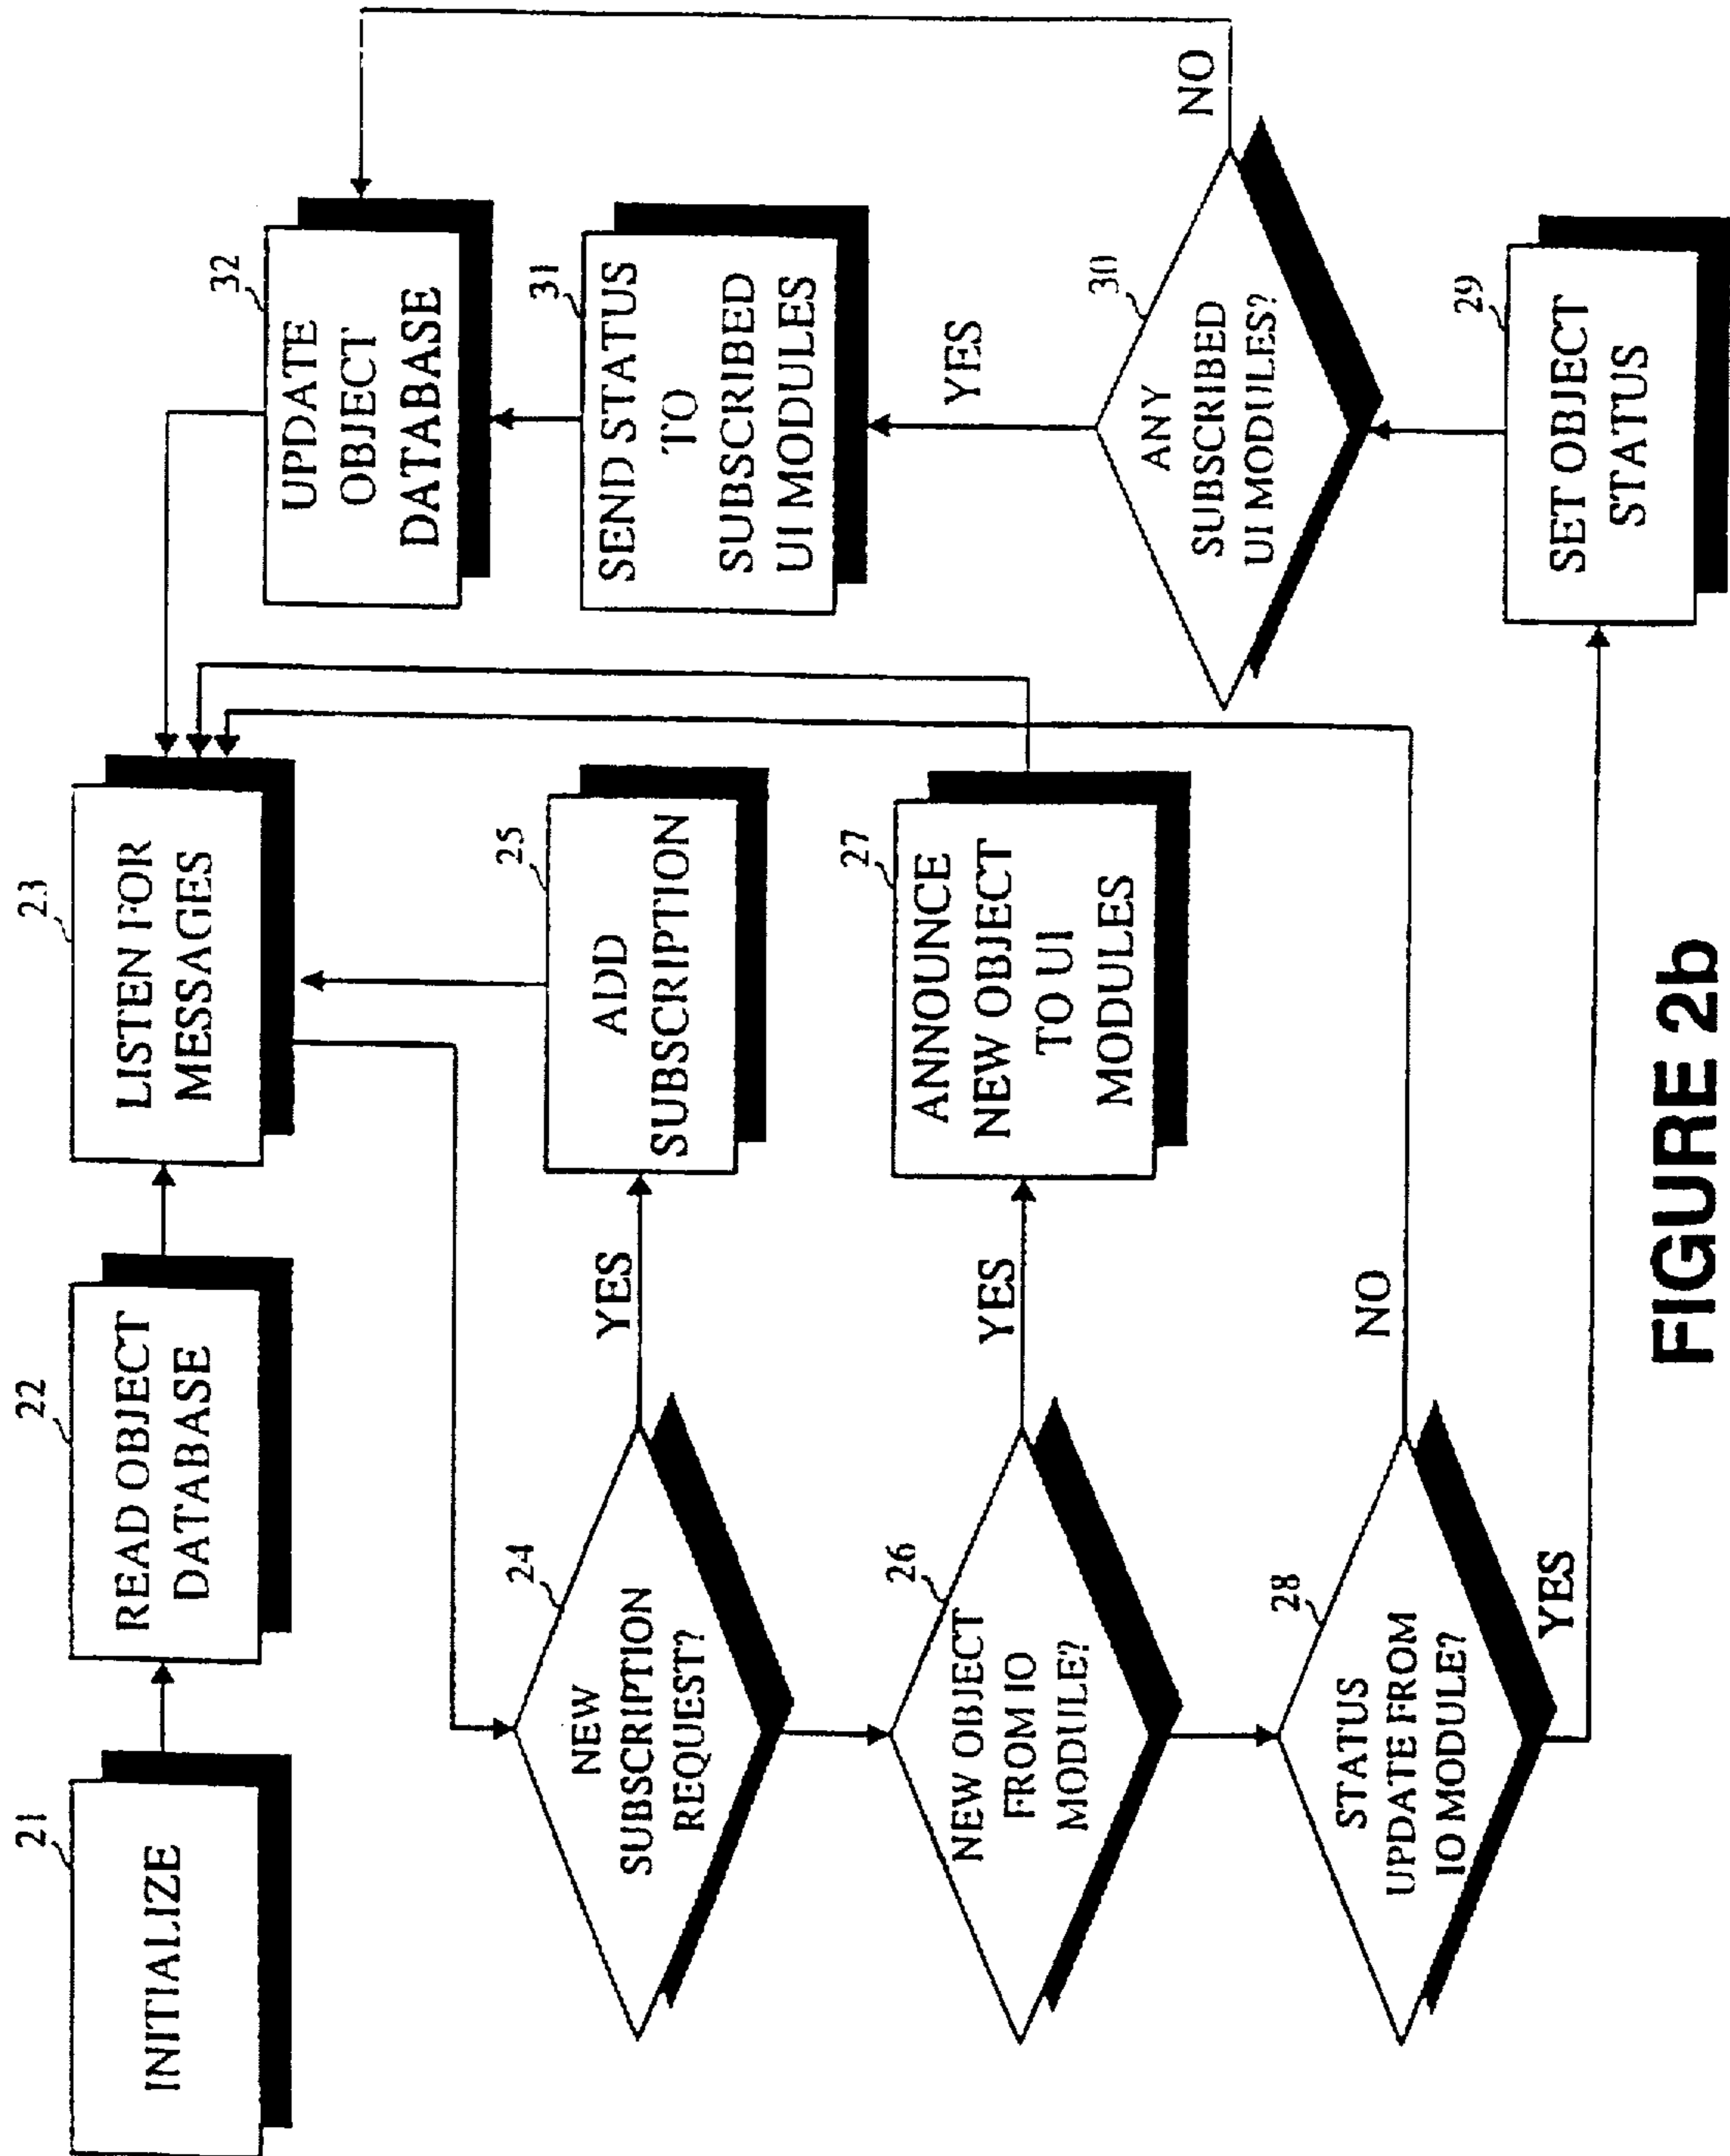 21
INITIALIZE
22
READ OBJECT
DATABASE
23
LISTEN FOR
MESSAGES
24
NEW
SUBSCRIPTION
REQUEST?
YES
25
ADD
SUBSCRIPTION
26
NEW OBJECT
FROM IO
MODULE?
YES
27
ANNOUNCE
NEW OBJECT
TO UI
MODULES
28
STATUS
UPDATE FROM
IO MODULE?
NO
YES
29
SET OBJECT
STATUS
30
ANY
SUBSCRIBED
UI MODULES?
NO
YES
31
SEND STATUS
TO
SUBSCRIBED
UI MODULES
32
UPDATE
OBJECT
DATABASE
FIGURE 2b